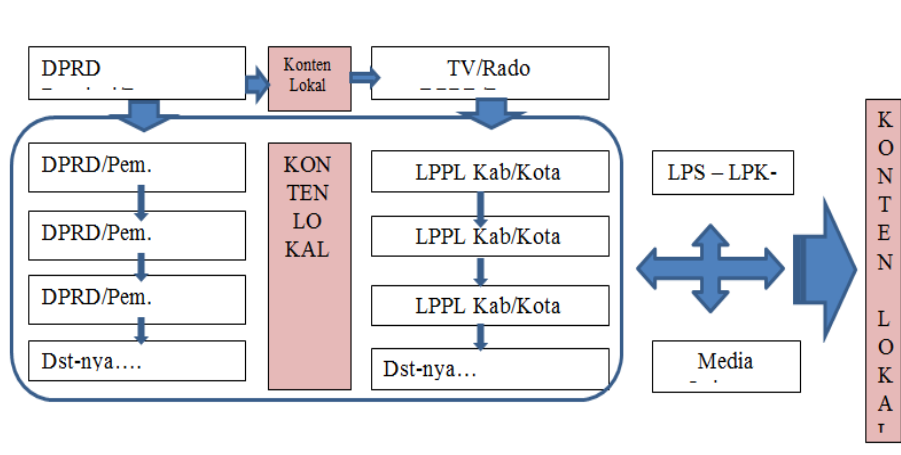 DPRD
Konten
Lokal
TV/Rado
DPRD/Pem.
DPRD/Pem.
DPRD/Pem.
Dst-nya….
KON
TEN
LO
KAL
LPPL Kab/Kota
LPPL Kab/Kota
LPPL Kab/Kota
Dst-nya…
LPS – LPK-
Media
K
O
N
T
E
N
L
O
K
A